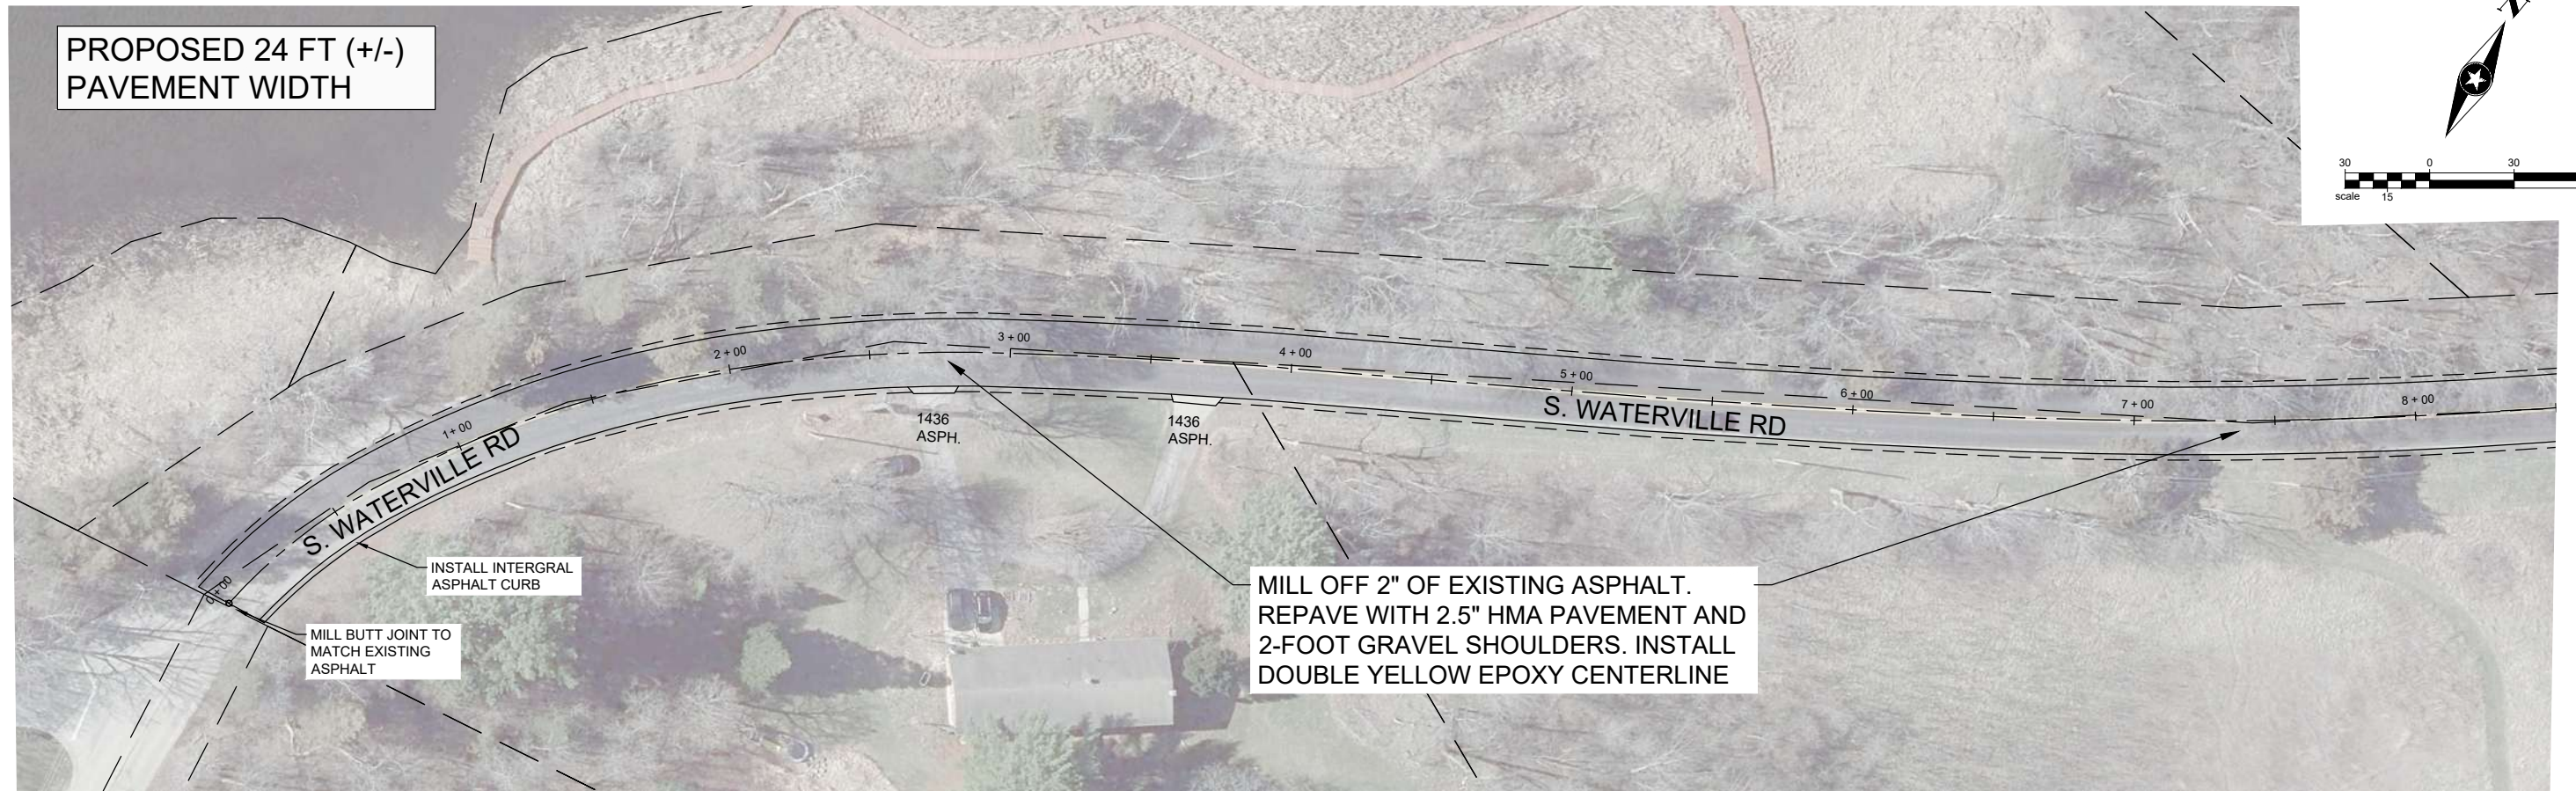 PROPOSED 24 FT (+/-)
PAVEMENT WIDTH
N
30 0 30
scale 15
0+00
1+00
2+00
3+00
4+00
5+00
6+00
7+00
8+00
S. WATERVILLE RD
S. WATERVILLE RD
1436
ASPH.
1436
ASPH.
INSTALL INTERGRAL
ASPHALT CURB
MILL BUTT JOINT TO
MATCH EXISTING
ASPHALT
MILL OFF 2" OF EXISTING ASPHALT.
REPAVE WITH 2.5" HMA PAVEMENT AND
2-FOOT GRAVEL SHOULDERS. INSTALL
DOUBLE YELLOW EPOXY CENTERLINE